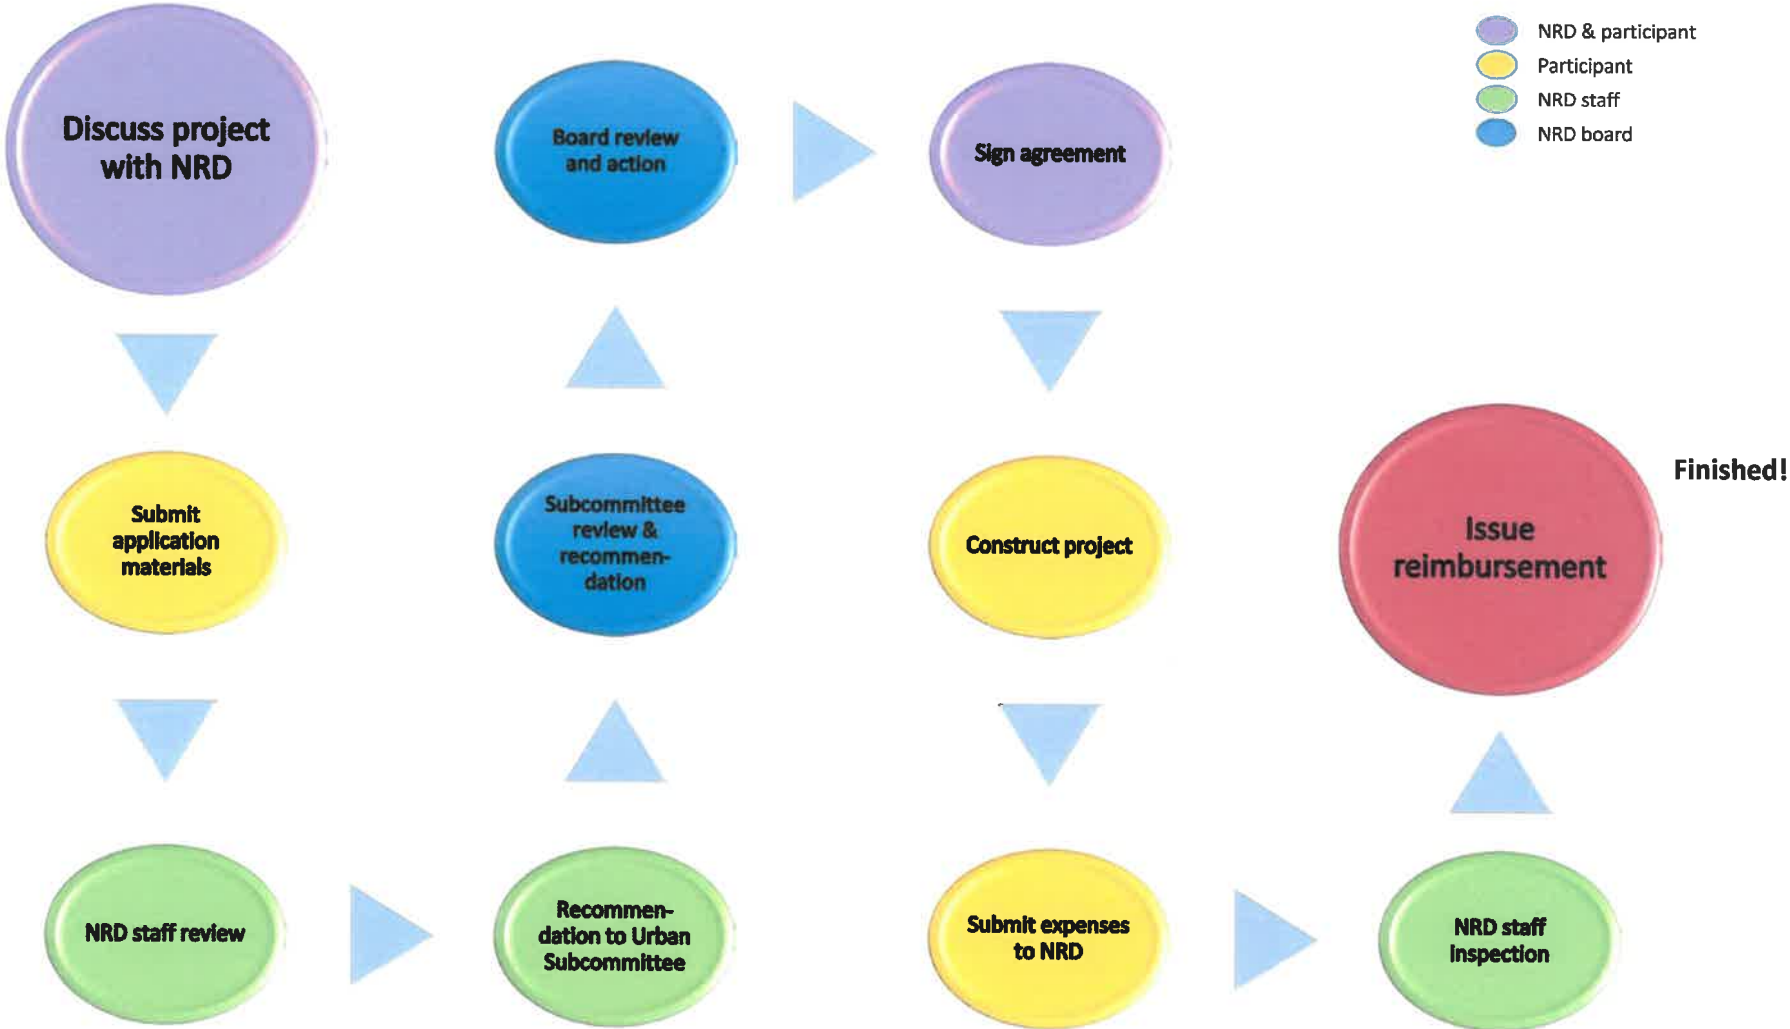 Discuss project
with NRD
Submit
application
materials
NRD staff review
Recommen-
dation to Urban
Subcommittee
Subcommittee
review &
recommen-
dation
Board review
and action
Sign agreement
Construct project
Submit expenses
to NRD
NRD staff
inspection
Issue
reimbursement
Finished!
NRD & participant
Participant
NRD staff
NRD board